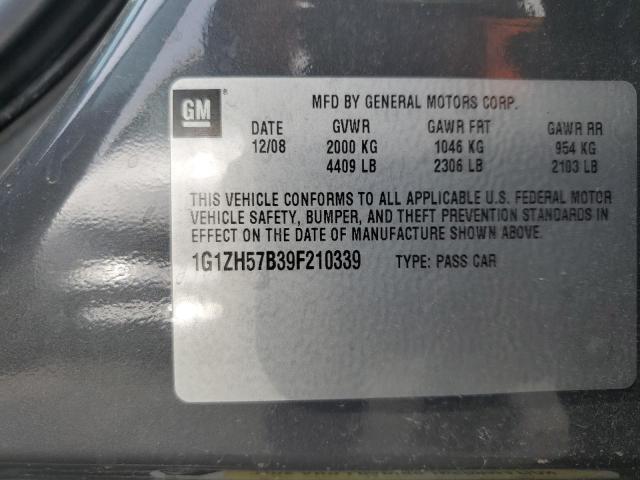 GM ®
MFD BY GENERAL MOTORS CORP.
DATE GVWR GAWR FRT GAWR RR
12/08 2000 KG 1046 KG 954 KG
4409 LB 2306 LB 2103 LB
THIS VEHICLE CONFORMS TO ALL APPLICABLE U.S. FEDERAL MOTOR
VEHICLE SAFETY, BUMPER, AND THEFT PREVENTION STANDARDS IN
EFFECT ON THE DATE OF MANUFACTURE SHOWN ABOVE.
1G1ZH57B39F210339 TYPE: PASS CAR